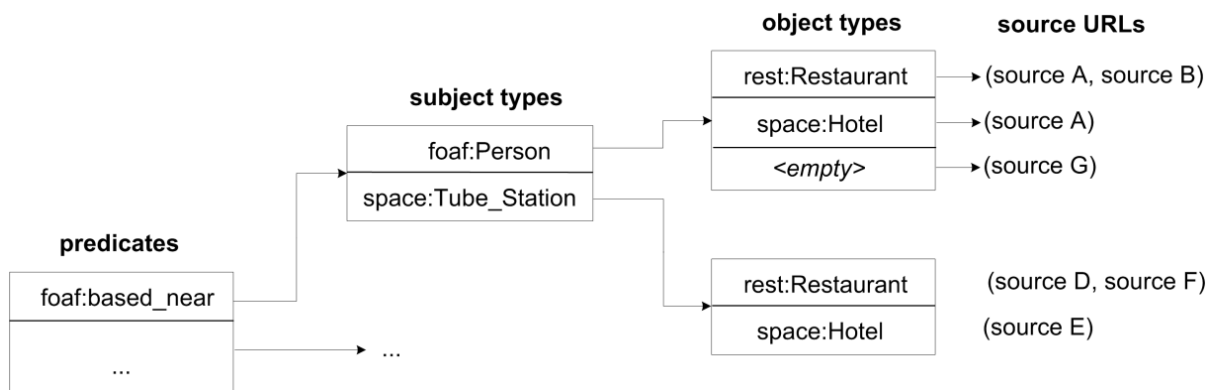 object types
source URLs
rest:Restaurant
(source A, source B)
subject types
space:Hotel
(source A)
foaf:Person
<empty>
(source G)
space:Tube_Station
predicates
rest:Restaurant
(source D, source F)
foaf:based_near
space:Hotel
(source E)
...
...